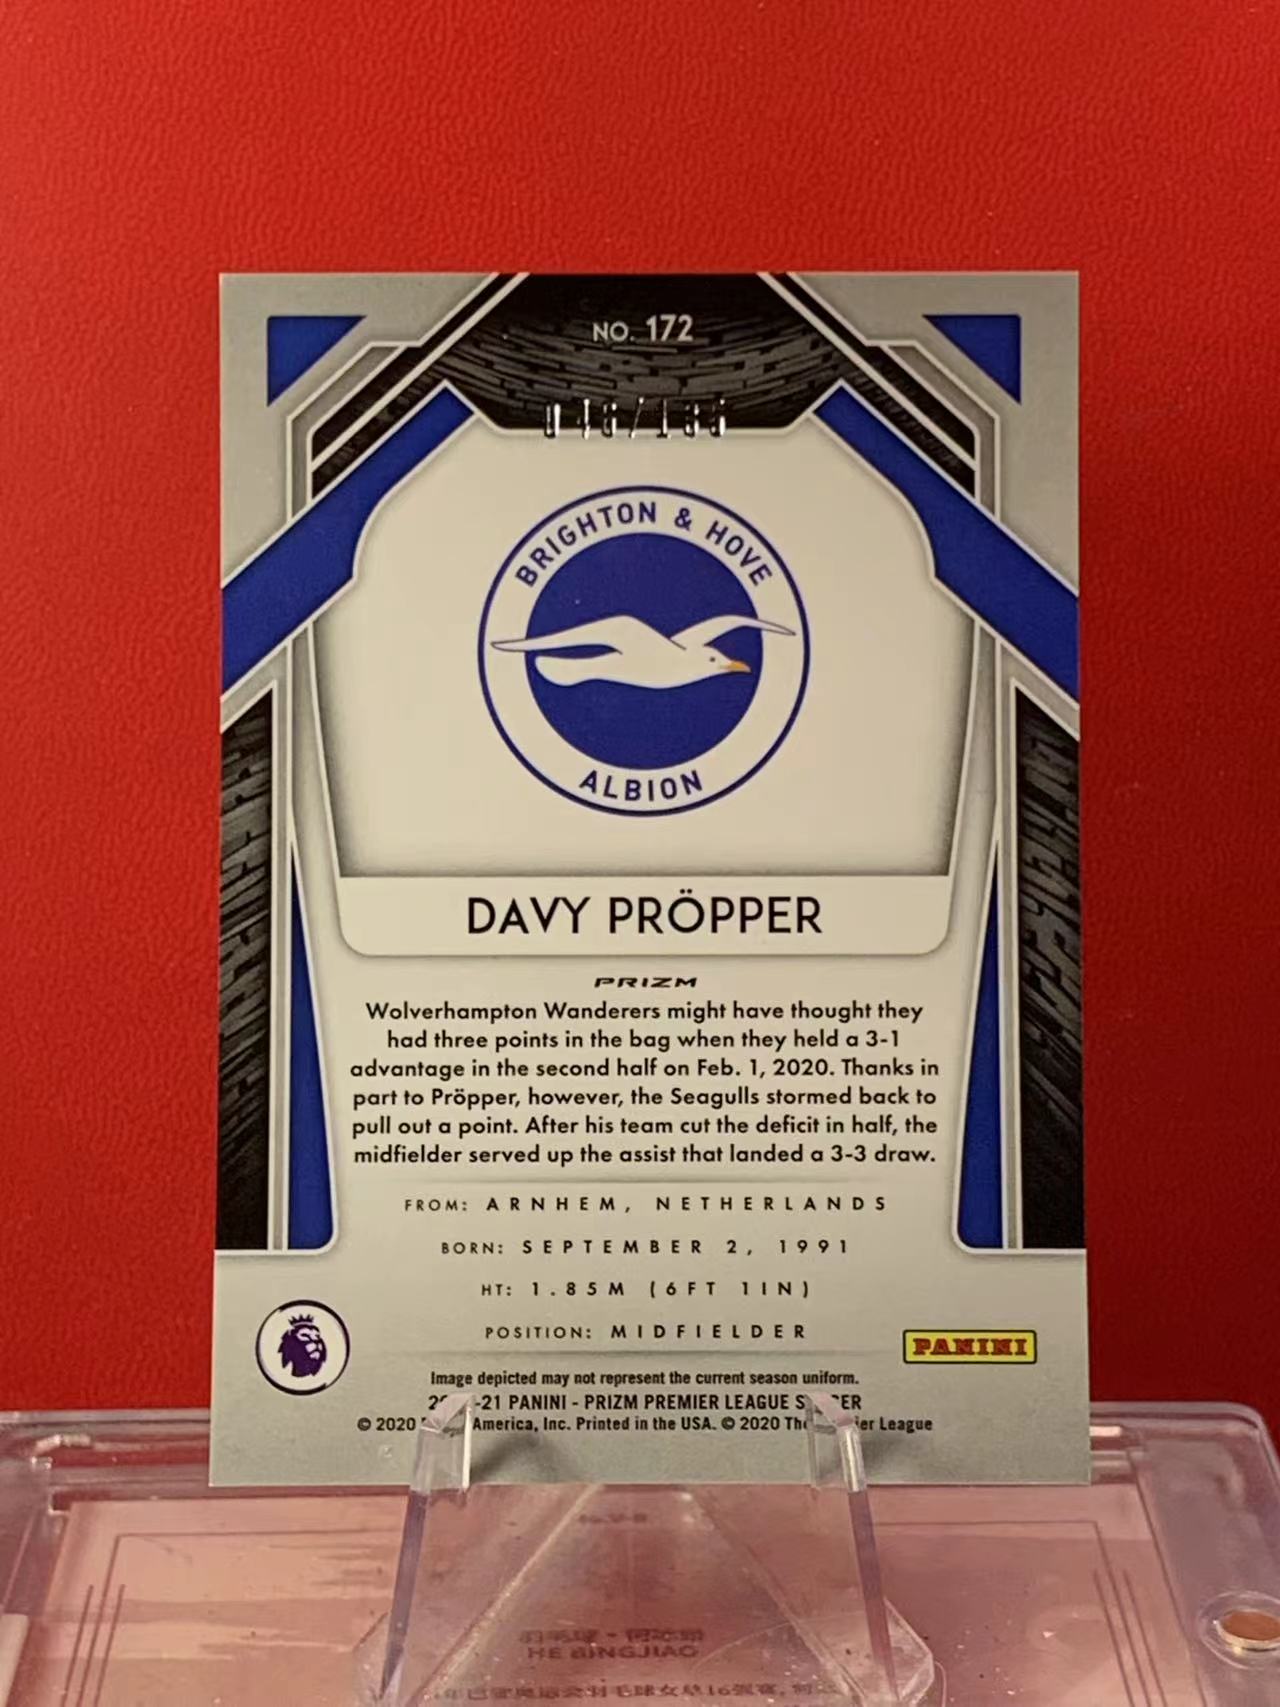 NO. 172
BRIGHTON & HOVE
ALBION
DAVY PRÖPPER
PRIZM
Wolverhampton Wanderers might have thought they
had three points in the bag when they held a 3-1
advantage in the second half on Feb. 1, 2020. Thanks in
part to Pröpper, however, the Seagulls stormed back to
pull out a point. After his team cut the deficit in half, the
midfielder served up the assist that landed a 3-3 draw.
FROM: ARNHEM, NETHERLANDS
BORN: SEPTEMBER 2, 1991
HT: 1.85M (6FT 1IN)
POSITION: MIDFIELDER
PANINI
Image depicted may not represent the current season uniform.
-21 PANINI - PRIZM PREMIER LEAGUE
© 2020 America, Inc. Printed in the USA. © 2020 League
HE BINGJIAO